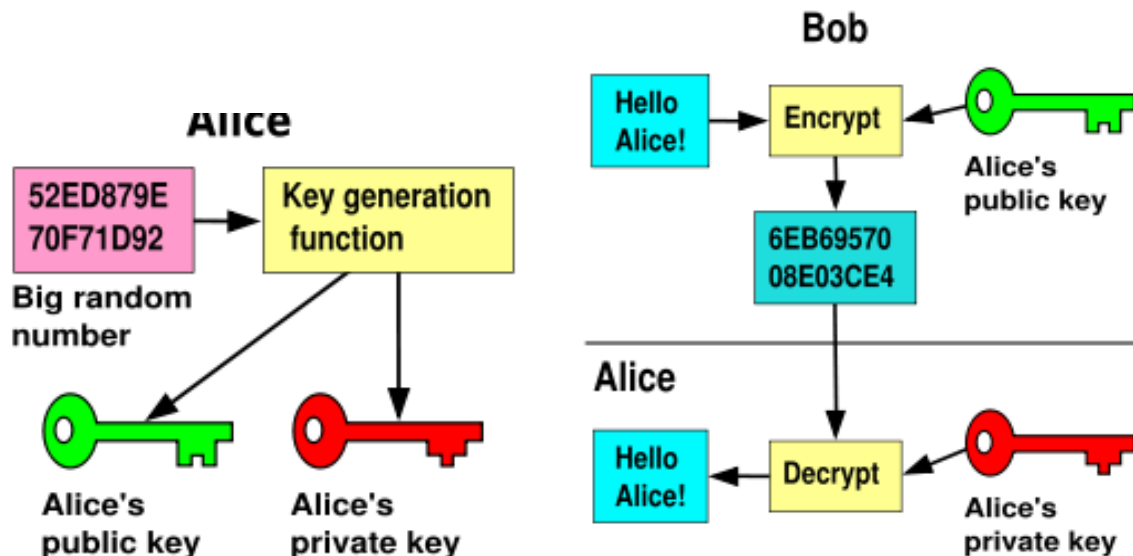 Alice
52ED879E
70F71D92
Big random
number
Key generation
function
Alice's
public key
Alice's
private key
Bob
Hello
Alice!
Encrypt
Alice's
public key
6EB69570
08E03CE4
Alice
Hello
Alice!
Decrypt
Alice's
private key